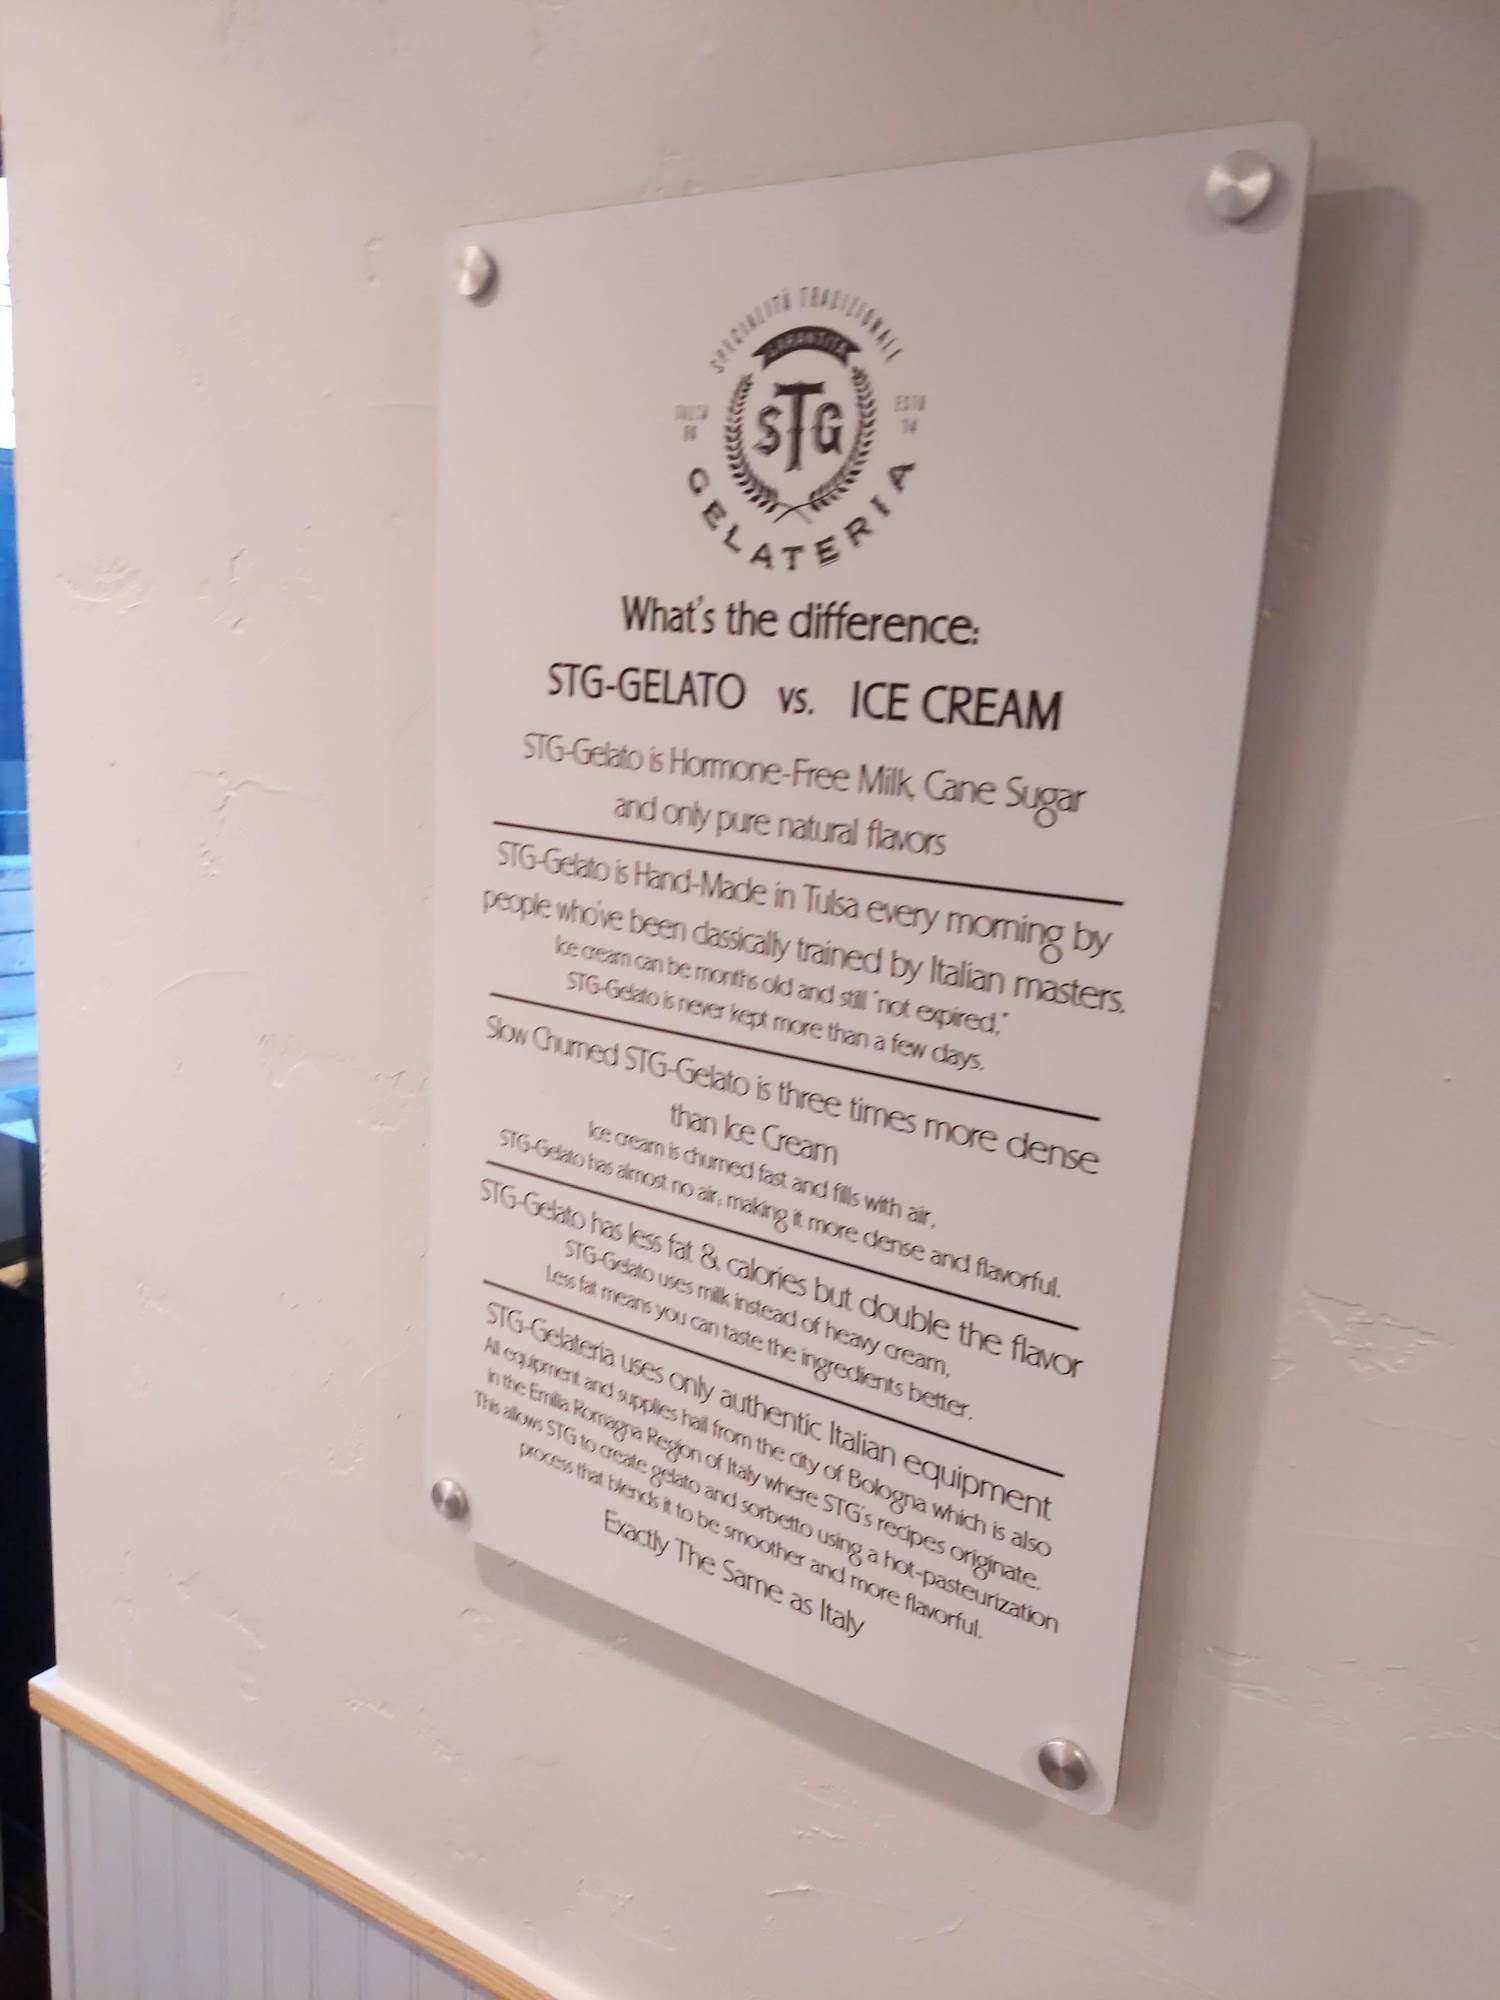 SPECIALITÀ TRADIZIONALE
GARANTITA
STG
TULSA
OK
ESTD
14
GELATERIA
What's the difference:
STG-GELATO vs. ICE CREAM
STG-Gelato is Hormone-Free Milk, Cane Sugar
and only pure natural flavors
STG-Gelato is Hand-Made in Tulsa every morning by
people who've been classically trained by Italian masters.
Ice cream can be months old and still "not expired,"
STG-Gelato is never kept more than a few days.
Slow Churned STG-Gelato is three times more dense
than Ice Cream
Ice cream is churned fast and fills with air,
STG-Gelato has almost no air, making it more dense and flavorful.
STG-Gelato has less fat & calories but double the flavor
STG-Gelato uses milk instead of heavy cream,
Less fat means you can taste the ingredients better.
STG-Gelateria uses only authentic Italian equipment
All equipment and supplies hail from the city of Bologna which is also
in the Emilia Romagna Region of Italy where STG's recipes originate.
This allows STG to create gelato and sorbetto using a hot-pasteurization
process that blends it to be smoother and more flavorful.
Exactly The Same as Italy